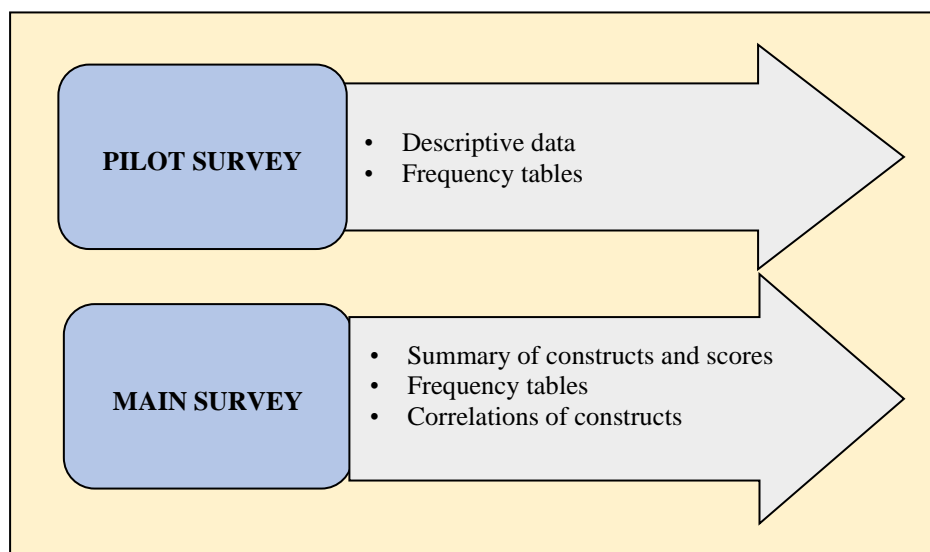 PILOT SURVEY
• Descriptive data
• Frequency tables
MAIN SURVEY
• Summary of constructs and scores
• Frequency tables
• Correlations of constructs